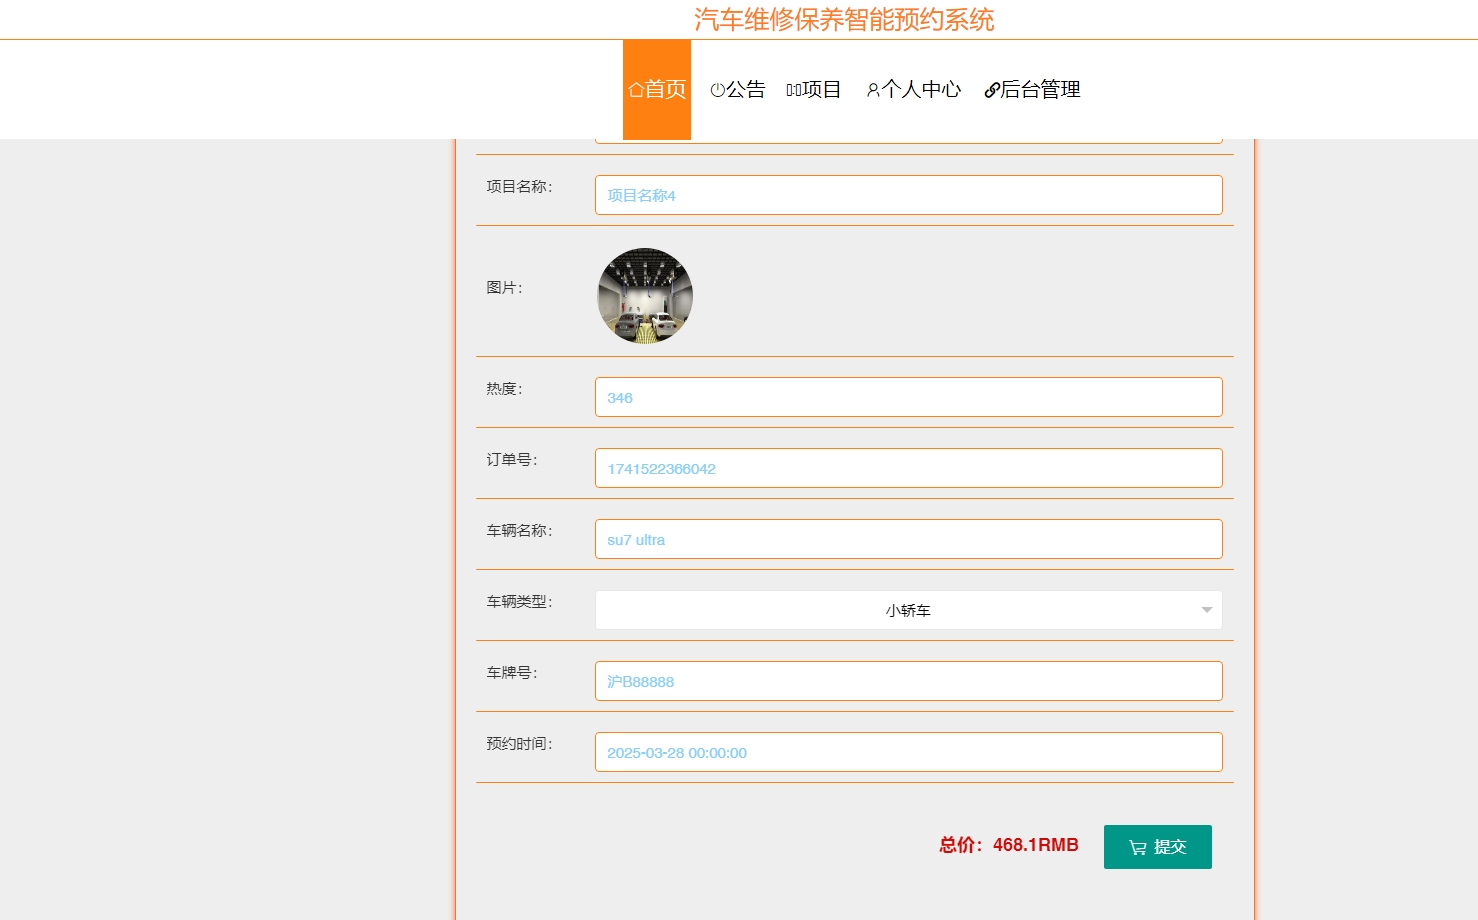 汽车维修保养智能预约系统
首页 公告 项目 个人中心 后台管理
项目名称： 项目名称4
图片：
热度： 346
订单号： 1741522366042
车辆名称： su7 ultra
车辆类型： 小轿车
车牌号： 沪B88888
预约时间： 2025-03-28 00:00:00
总价：468.1RMB 提交